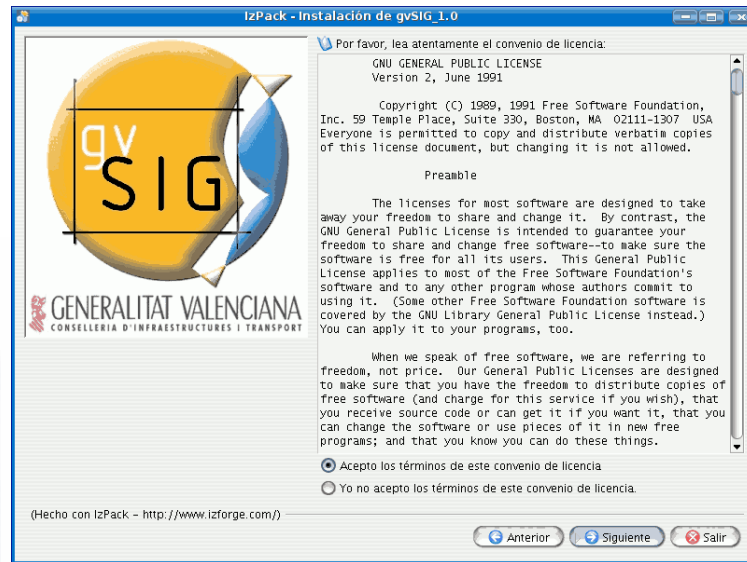 IzPack - Instalación de gvSIG_1.0
gv
SIG
GENERALITAT VALENCIANA
CONSELLERIA D'INFRAESTRUCTURES I TRANSPORT
Por favor, lea atentamente el convenio de licencia:
GNU GENERAL PUBLIC LICENSE
Version 2, June 1991
Copyright (C) 1989, 1991 Free Software Foundation,
Inc. 59 Temple Place, Suite 330, Boston, MA  02111-1307  USA
Everyone is permitted to copy and distribute verbatim copies
of this license document, but changing it is not allowed.
Preamble
The licenses for most software are designed to take
away your freedom to share and change it.  By contrast, the
GNU General Public License is intended to guarantee your
freedom to share and change free software--to make sure the
software is free for all its users.  This General Public
License applies to most of the Free Software Foundation's
software and to any other program whose authors commit to
using it.  (Some other Free Software Foundation software is
covered by the GNU Library General Public License instead.)
You can apply it to your programs, too.
When we speak of free software, we are referring to
freedom, not price.  Our General Public Licenses are designed
to make sure that you have the freedom to distribute copies of
free software (and charge for this service if you wish), that
you receive source code or can get it if you want it, that you
can change the software or use pieces of it in new free
programs; and that you know you can do these things.
Acepto los términos de este convenio de licencia
Yo no acepto los términos de este convenio de licencia.
(Hecho con IzPack - http://www.izforge.com/)
Anterior
Siguiente
Salir